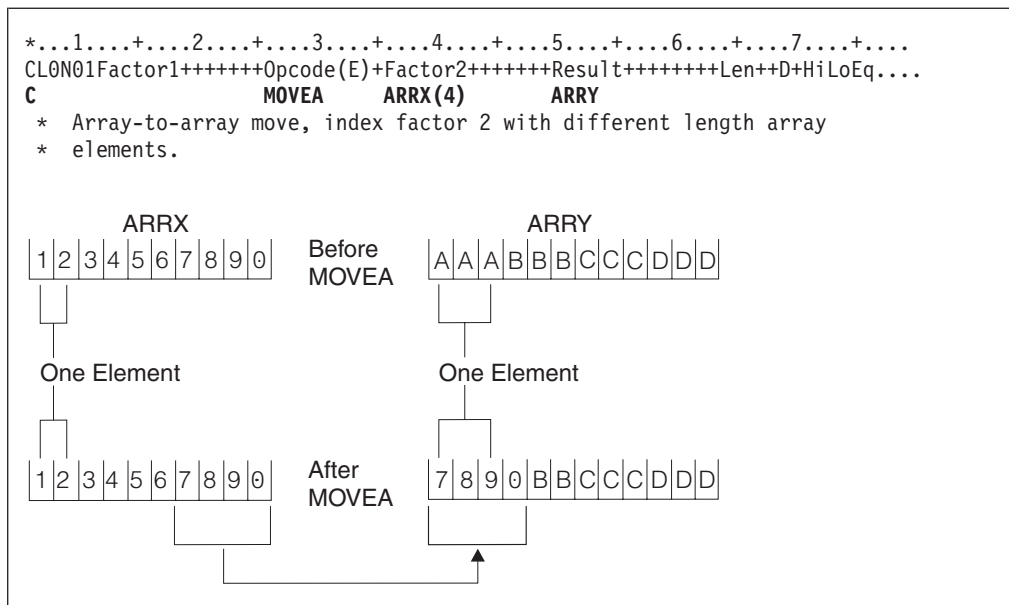 *...1....+....2....+....3....+....4....+....5....+....6....+....7....+....
CL0N01Factor1+++++++Opcode(E)+Factor2+++++++Result++++++++Len++D+HiLoEq....
C                   MOVEA     ARRX(4)       ARRY
 *  Array-to-array move, index factor 2 with different length array
 *  elements.
ARRX ARRY
1 2 3 4 5 6 7 8 9 0 Before A A A B B B C C C D D D
MOVEA
One Element One Element
1 2 3 4 5 6 7 8 9 0 After 7 8 9 0 B B C C C D D D
MOVEA